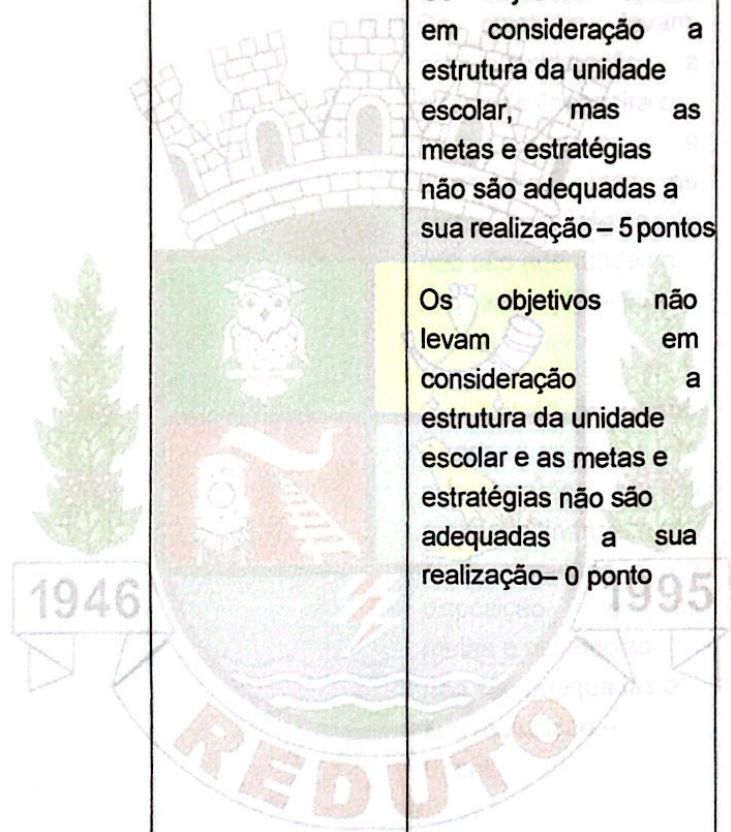 em consideração a
estrutura da unidade
escolar, mas as
metas e estratégias
não são adequadas a
sua realização – 5 pontos
Os objetivos não
levam em
consideração a
estrutura da unidade
escolar e as metas e
estratégias não são
adequadas a sua
realização– 0 ponto
1946
1995
REDUTO